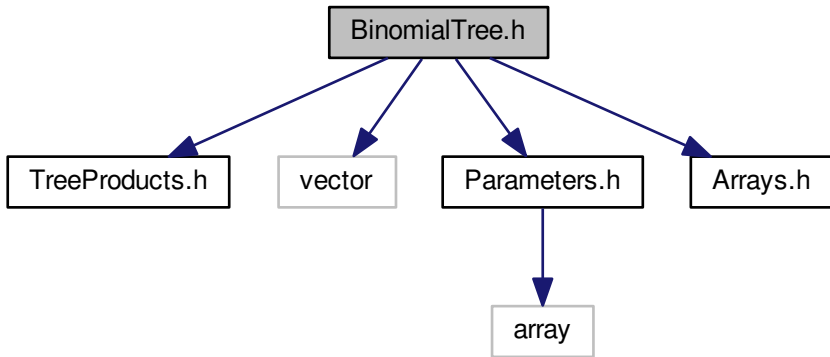 BinomialTree.h
TreeProducts.h
vector
Parameters.h
Arrays.h
array